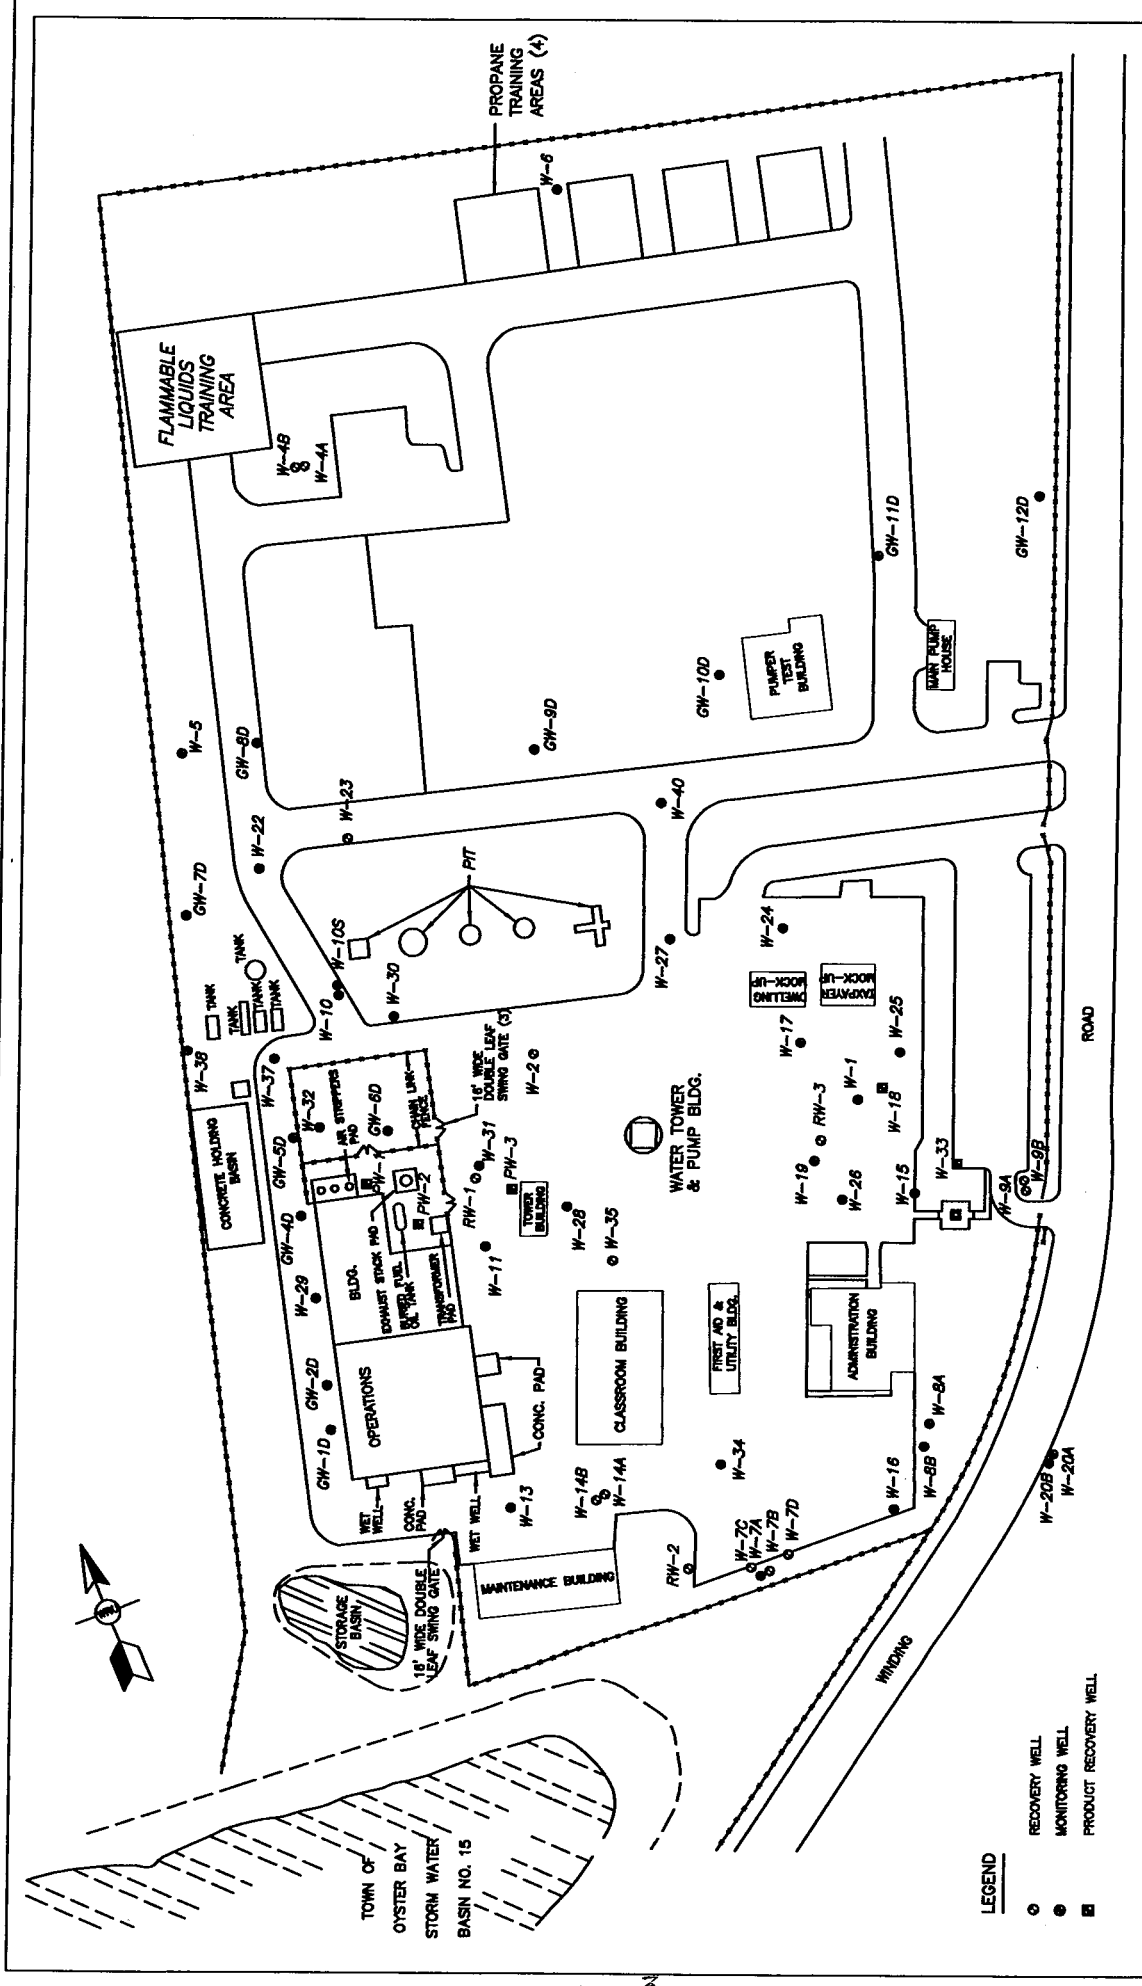 PROPANE
TRAINING
AREAS (4)
W-6
FLAMMABLE
LIQUIDS
TRAINING
AREA
W-4B
W-4A
GW-11D
GW-12D
MAIN PUMP
HOUSE
PUMPER
TEST
BUILDING
GW-10D
GW-9D
W-5
GW-8D
W-23
W-22
GW-7D
W-40
PIT
W-10S
W-10
W-30
W-27
W-24
TANK
TANK
TANK
TANK
TANK
DWELLING
MOCK-UP
TAXPAYER
MOCK-UP
W-38
W-37
W-32
AIR STRIPPERS
PAD
GW-6D
CHAIN LINK
FENCE
16' WIDE
DOUBLE LEAF
SWING GATE (3)
W-2
W-17
W-25
W-1
W-18
RW-3
W-19
W-26
W-15
W-33
W-9A
W-9B
ROAD
WATER TOWER
& PUMP BLDG.
CONCRETE HOLDING
BASIN
GW-5D
GW-4D
W-29
GW-2D
GW-1D
PW-1
PW-2
EXHAUST STACK PAD
BURIED FUEL
OIL TANK
TRANSFORMER
PAD
BLDG.
OPERATIONS
RW-1
W-31
PW-3
TOWER
BUILDING
W-11
W-28
W-35
CLASSROOM BUILDING
FIRST AID &
UTILITY BLDG.
ADMINISTRATION
BUILDING
CONC. PAD
WET
WELL
CONC.
PAD
WET WELL
W-13
W-14B
W-14A
W-34
W-8A
W-8B
W-16
W-20B
W-20A
RW-2
W-7C
W-7A
W-7B
W-7D
MAINTENANCE BUILDING
16' WIDE DOUBLE
LEAF SWING GATE
STORAGE
BASIN
WINDING
TOWN OF
OYSTER BAY
STORM WATER
BASIN NO. 15
LEGEND
RECOVERY WELL
MONITORING WELL
PRODUCT RECOVERY WELL